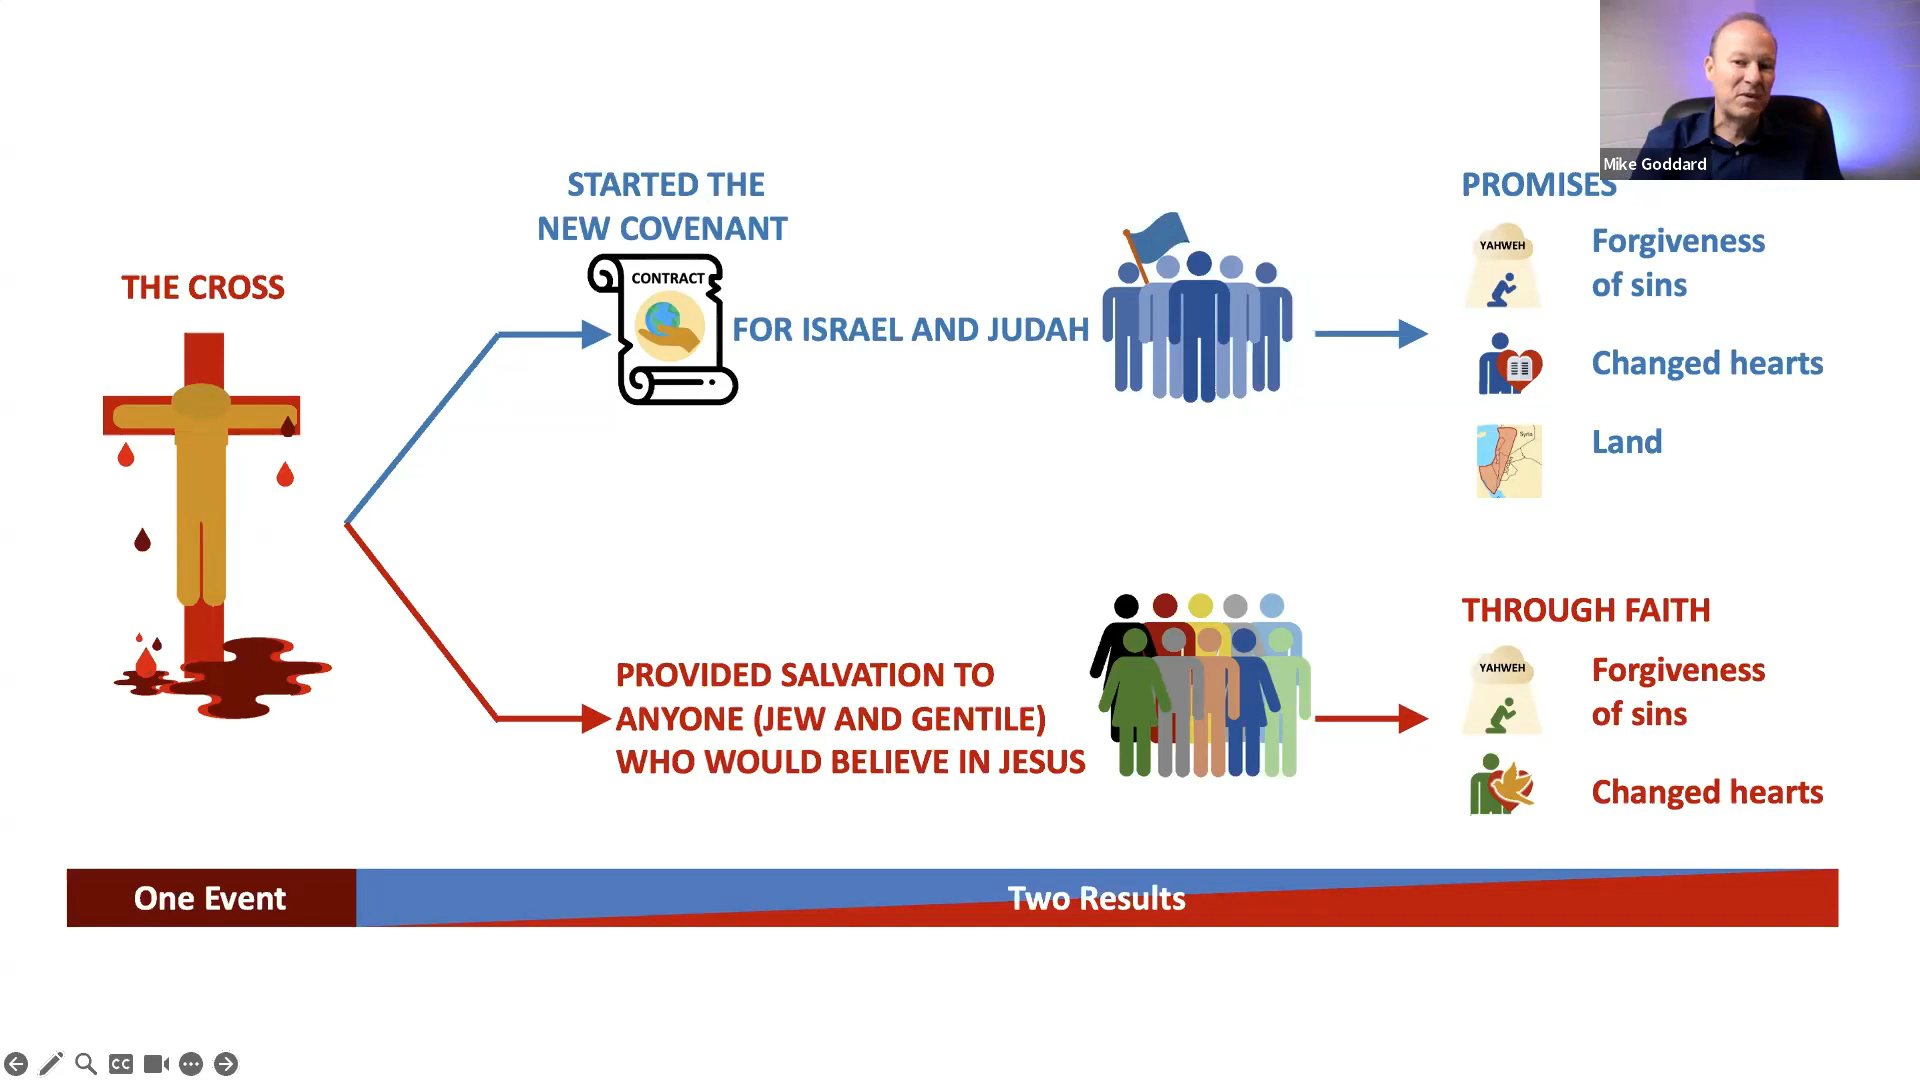 Mike Goddard
THE CROSS
STARTED THE
NEW COVENANT
CONTRACT
FOR ISRAEL AND JUDAH
PROMISES
YAHWEH
Forgiveness
of sins
Changed hearts
Syria
Land
PROVIDED SALVATION TO
ANYONE (JEW AND GENTILE)
WHO WOULD BELIEVE IN JESUS
THROUGH FAITH
YAHWEH
Forgiveness
of sins
Changed hearts
One Event
Two Results
CC